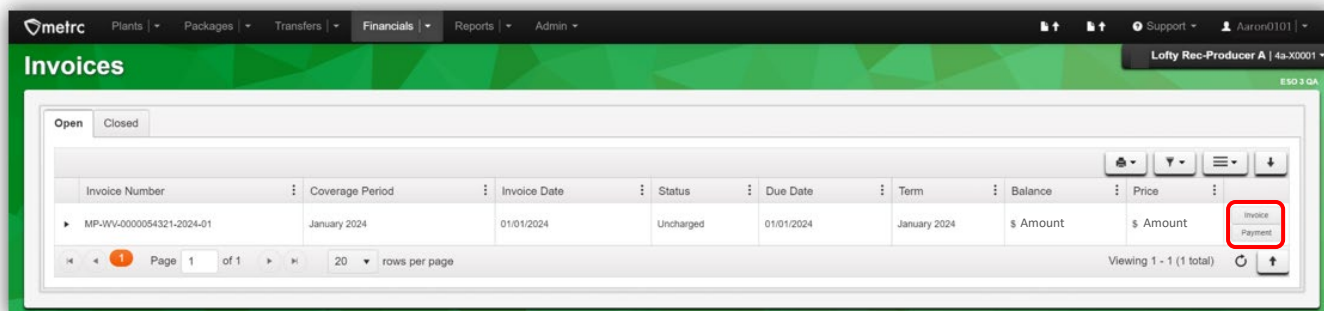 metrc Plants Packages Transfers Financials Reports Admin Support Aaron0101
Invoices
Lofty Rec-Producer A | 4a-X0001
ESO 3 QA
Open Closed
Invoice Number Coverage Period Invoice Date Status Due Date Term Balance Price
MP-WV-0000054321-2024-01 January 2024 01/01/2024 Uncharged 01/01/2024 January 2024 $ Amount $ Amount
Invoice
Payment
1 Page 1 of 1 20 rows per page Viewing 1 - 1 (1 total)